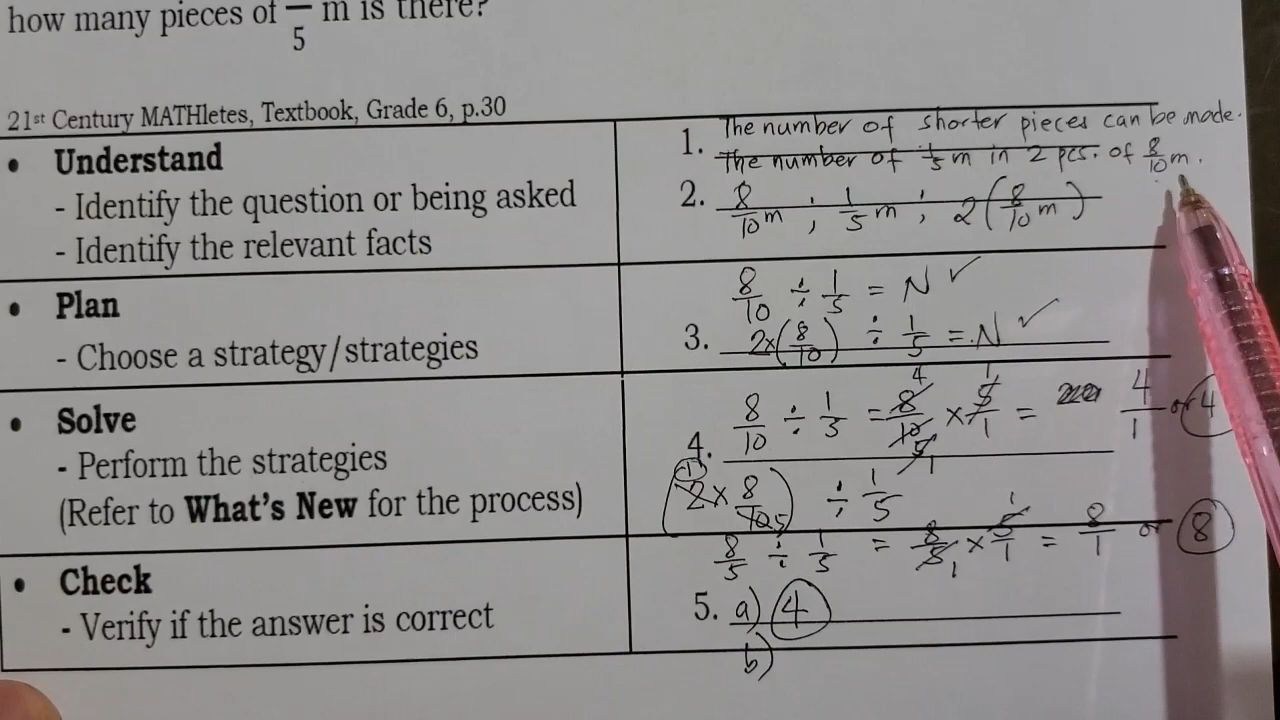 how many pieces of — m is there?
5
21st Century MATHletes, Textbook, Grade 6, p.30
• Understand
- Identify the question or being asked
- Identify the relevant facts
1. The number of shorter pieces can be made.
The number of 1/5 m in 2 pcs. of 8/10 m.
2. 8/10 m ; 1/5 m ; 2(8/10 m)
• Plan
- Choose a strategy/strategies
8/10 ÷ 1/5 = N ✓
3. 2×(8/10) ÷ 1/5 = N ✓
• Solve
- Perform the strategies
(Refer to What's New for the process)
4. 8/10 ÷ 1/5 = 8/10 × 5/1 = 4/1 or 4
(2 × 8/10) ÷ 1/5
8/5 ÷ 1/5 = 8/5 × 5/1 = 8/1 or 8
• Check
- Verify if the answer is correct
5. a) 4
b)